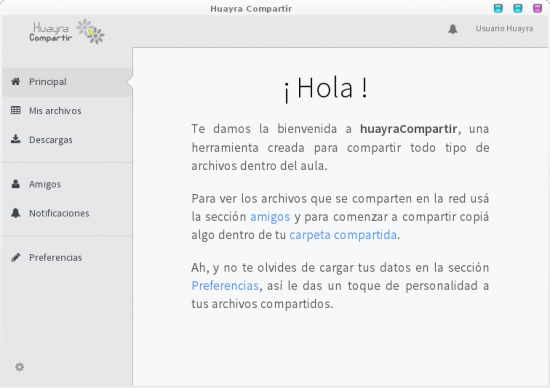 Huayra Compartir
Huayra
Compartir
Usuario Huayra
Principal
Mis archivos
Descargas
Amigos
Notificaciones
Preferencias
¡ Hola !
Te damos la bienvenida a huayraCompartir, una
herramienta creada para compartir todo tipo de
archivos dentro del aula.
Para ver los archivos que se comparten en la red usá
la sección amigos y para comenzar a compartir copiá
algo dentro de tu carpeta compartida.
Ah, y no te olvides de cargar tus datos en la sección
Preferencias, así le das un toque de personalidad a
tus archivos compartidos.